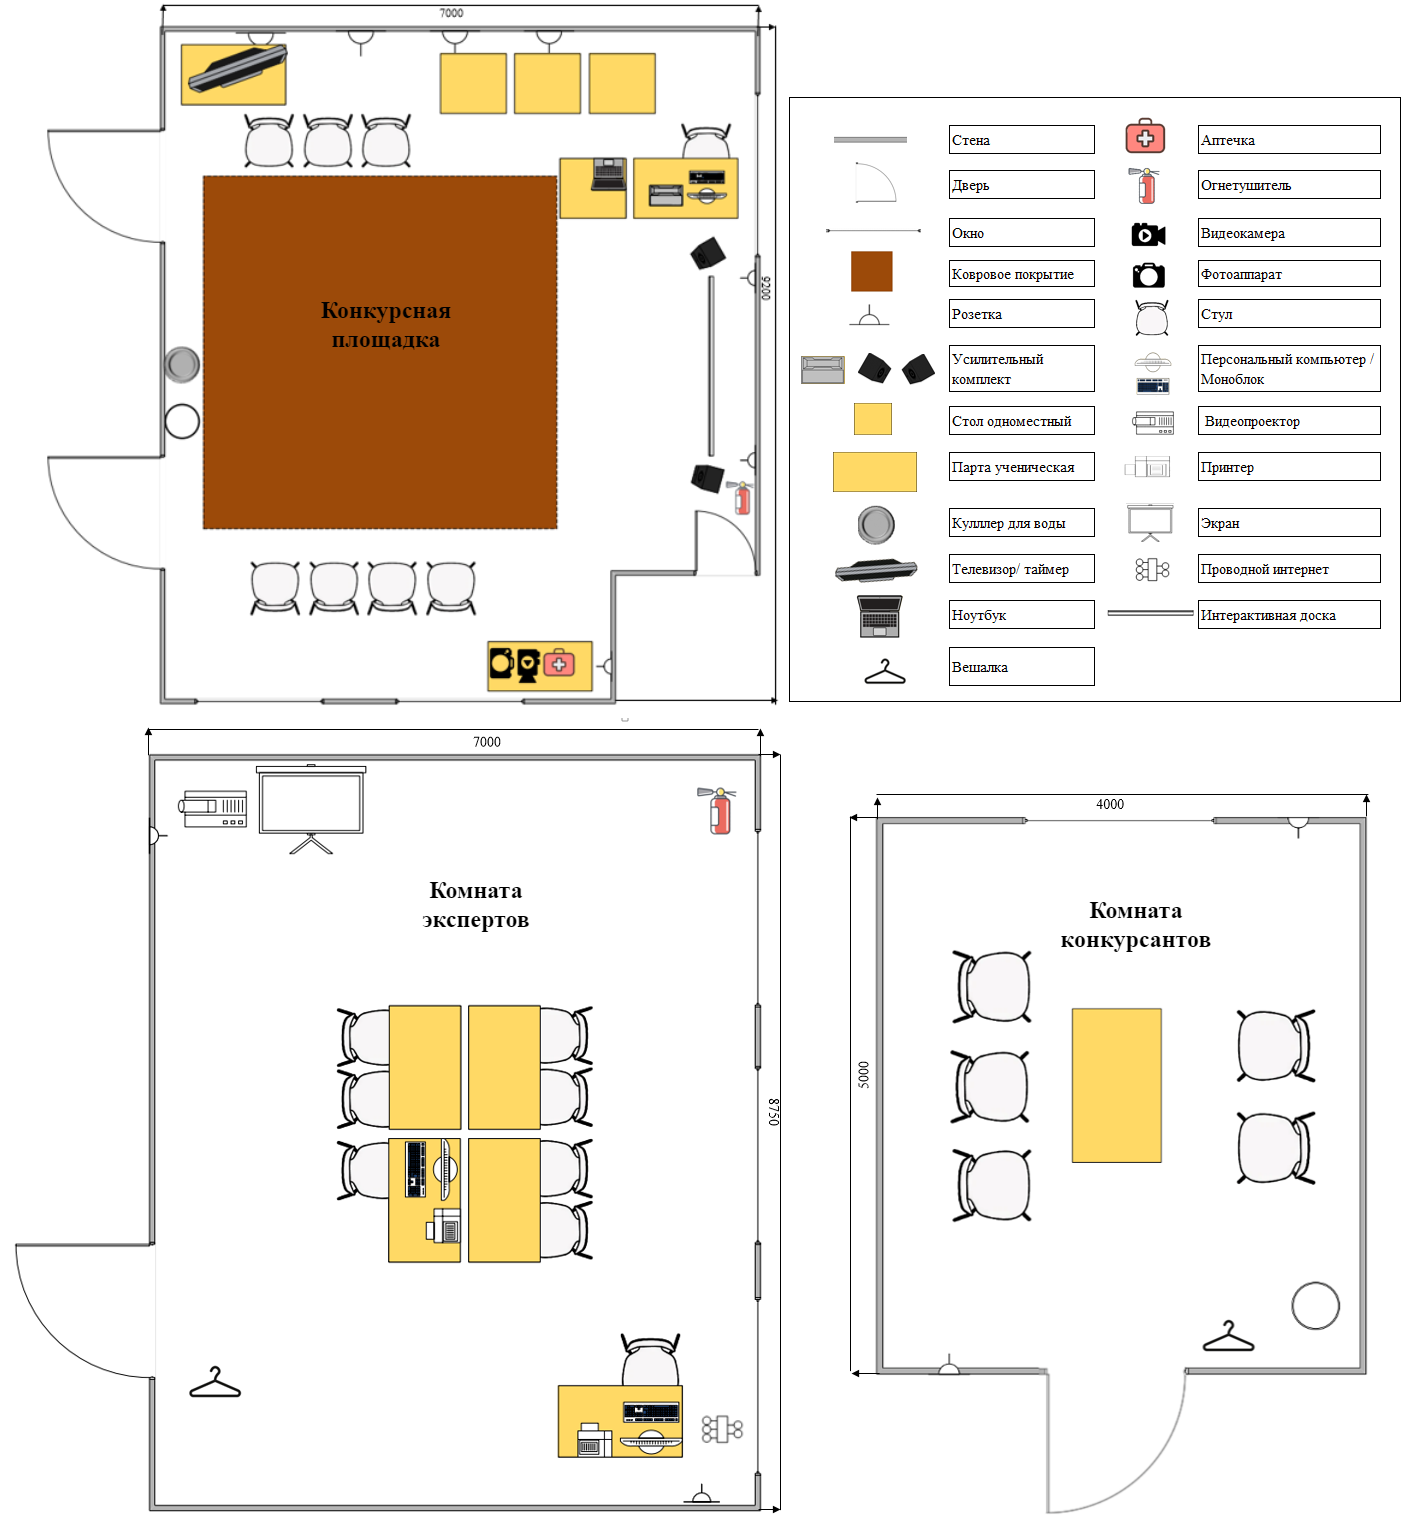 7000
9200
Конкурсная
площадка
Стена
Аптечка
Дверь
Огнетушитель
Окно
Видеокамера
Ковровое покрытие
Фотоаппарат
Розетка
Стул
Усилительный
комплект
Персональный компьютер /
Моноблок
Стол одноместный
Видеопроектор
Парта ученическая
Принтер
Кулллер для воды
Экран
Телевизор/ таймер
Проводной интернет
Ноутбук
Интерактивная доска
Вешалка
7000
8750
Комната
экспертов
4000
5000
Комната
конкурсантов